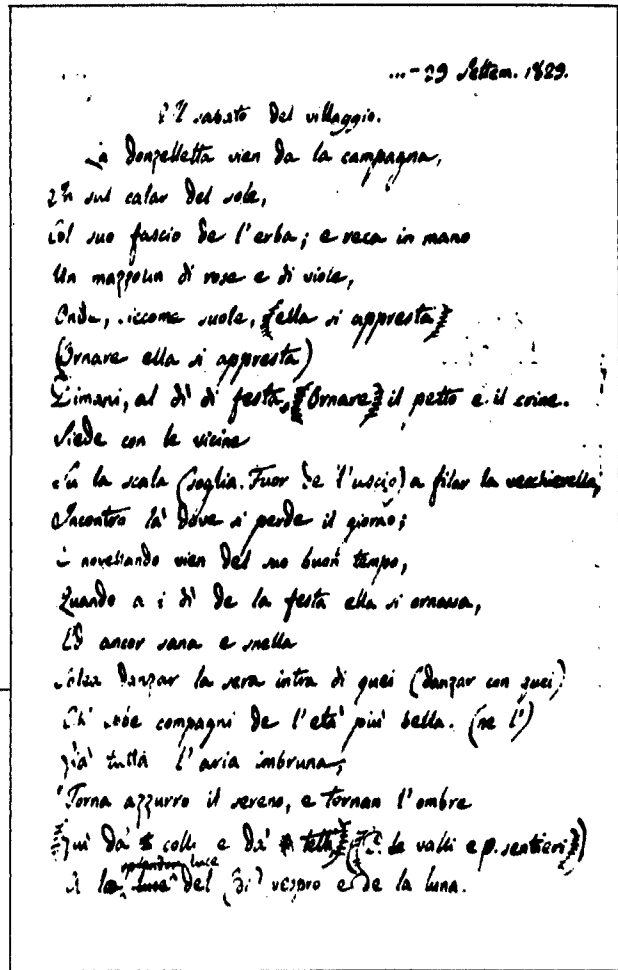 ...-29 Settem. 1829.
Il sabato del villaggio.
La donzelletta vien da la campagna,
In sul calar del sole,
Col suo fascio de l'erba; e reca in mano
Un mazzolin di rose e di viole,
Onde, siccome suole, {ella si appresta}
(Ornare ella si appresta)
Dimani, al dì di festa, {Ornare} il petto e il crine.
Siede con le vicine
Su la scala (soglia. Fuor de l'uscio) a filar la vecchierella,
Incontro là dove si perde il giorno;
E novellando vien del suo buon tempo,
Quando a i dì de la festa ella si ornava,
Ed ancor sana e snella
Solea danzar la sera intra di quei (danzar con quei)
Ch' ebbe compagni de l'età più bella. (ne l')
Già tutta l'aria imbruna,
Torna azzurro il sereno, e tornan l'ombre
Giù da' colli e da' tetti (le valli e p. sentieri)
splendor luce
A la luce del (di) vespro e de la luna.